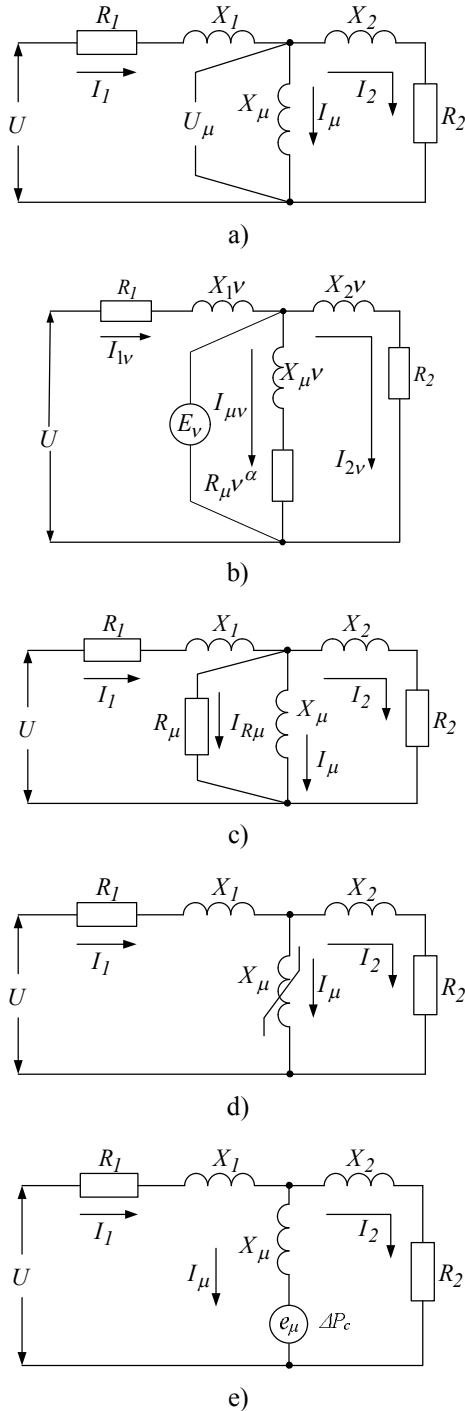 R1 X1 X2
U I1 Uμ Xμ Iμ I2 R2
a)
R1 X1ν X2ν
I1ν
U Eν Iμν Xμν R2
Rμν^α I2ν
b)
R1 X1 X2
I1 I2
U Rμ IRμ Xμ Iμ R2
c)
R1 X1 X2
I1 I2
U Xμ Iμ R2
d)
R1 X1 X2
I1 I2
U Iμ Xμ R2
eμ ΔPc
e)